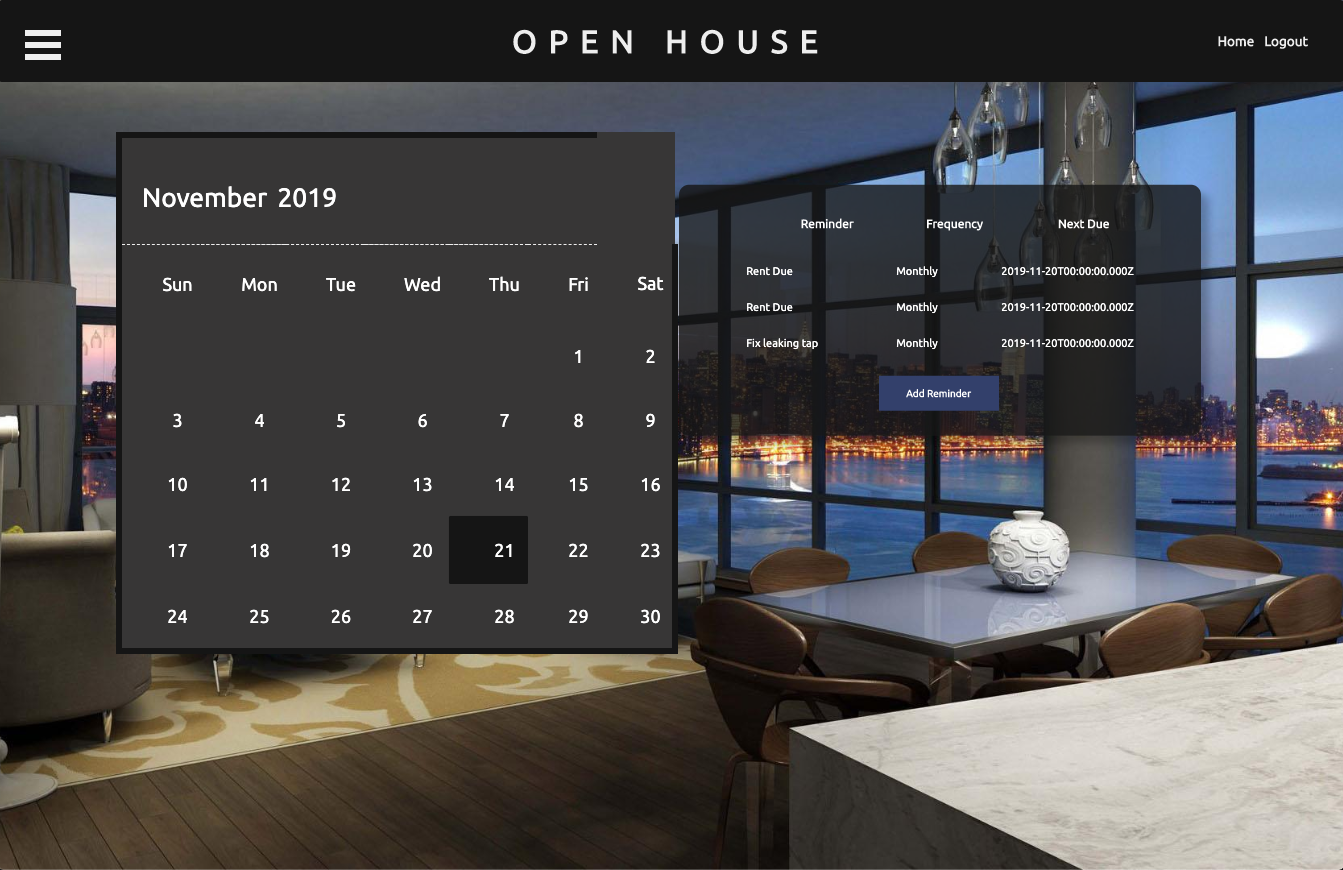 OPEN HOUSE
Home Logout
November 2019
Sun Mon Tue Wed Thu Fri Sat
1 2
3 4 5 6 7 8 9
10 11 12 13 14 15 16
17 18 19 20 21 22 23
24 25 26 27 28 29 30
Reminder Frequency Next Due
Rent Due Monthly 2019-11-20T00:00:00.000Z
Rent Due Monthly 2019-11-20T00:00:00.000Z
Fix leaking tap Monthly 2019-11-20T00:00:00.000Z
Add Reminder